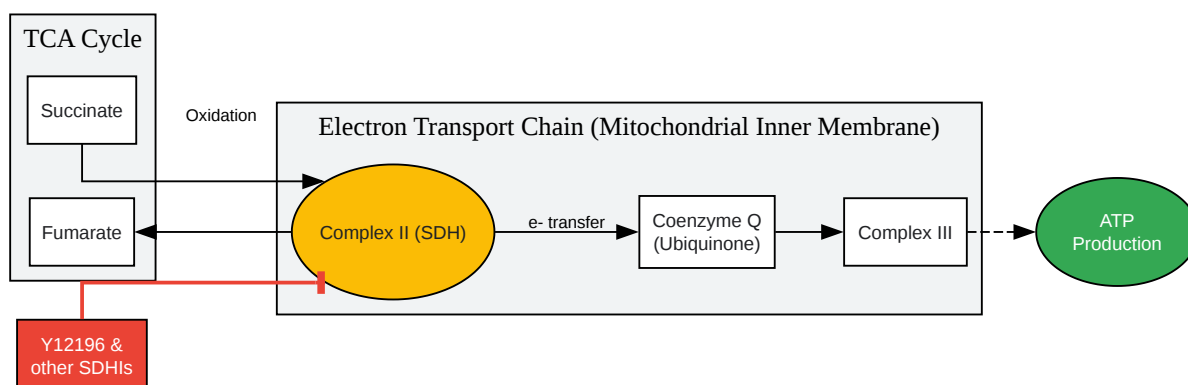 TCA Cycle
Succinate
Oxidation
Electron Transport Chain (Mitochondrial Inner Membrane)
Fumarate
Complex II (SDH)
e- transfer
Coenzyme Q
(Ubiquinone)
Complex III
ATP
Production
Y12196 &
other SDHIs